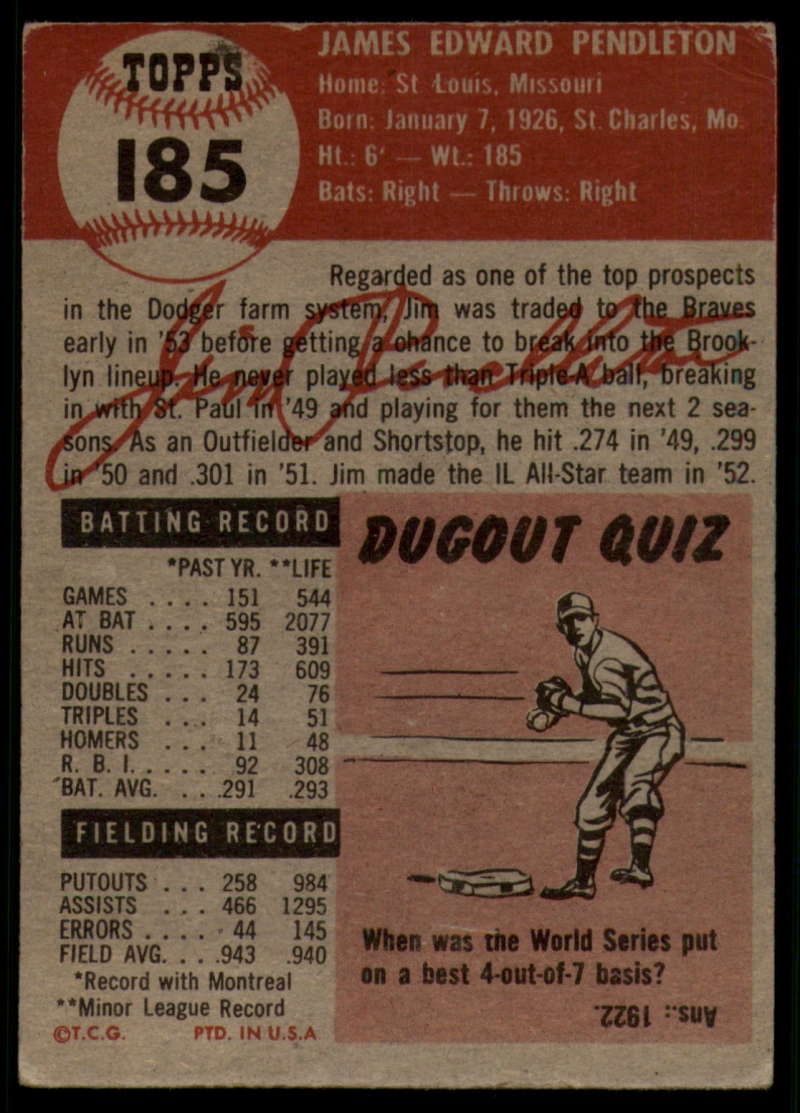 TOPPS
185
JAMES EDWARD PENDLETON
Home: St. Louis, Missouri
Born: January 7, 1926, St. Charles, Mo.
Ht.: 6' — Wt.: 185
Bats: Right — Throws: Right
Regarded as one of the top prospects
in the Dodger farm system, Jim was traded to the Braves
early in '53 before getting a chance to break into the Brook-
lyn lineup. He never played less than Triple-A ball, breaking
in with St. Paul in '49 and playing for them the next 2 sea-
sons. As an Outfielder and Shortstop, he hit .274 in '49, .299
in '50 and .301 in '51. Jim made the IL All-Star team in '52.
Jim Pendleton
BATTING RECORD
*PAST YR. **LIFE
GAMES . . . . 151 544
AT BAT . . . . 595 2077
RUNS . . . . . 87 391
HITS . . . . . 173 609
DOUBLES . . . 24 76
TRIPLES . . . 14 51
HOMERS . . . 11 48
R. B. I. . . . . . 92 308
BAT. AVG. . . .291 .293
FIELDING RECORD
PUTOUTS . . . 258 984
ASSISTS . . . 466 1295
ERRORS . . . . 44 145
FIELD AVG. . . .943 .940
*Record with Montreal
**Minor League Record
©T.C.G. PTD. IN U.S.A
DUGOUT QUIZ
When was the World Series put
on a best 4-out-of-7 basis?
Ans.: 1922.